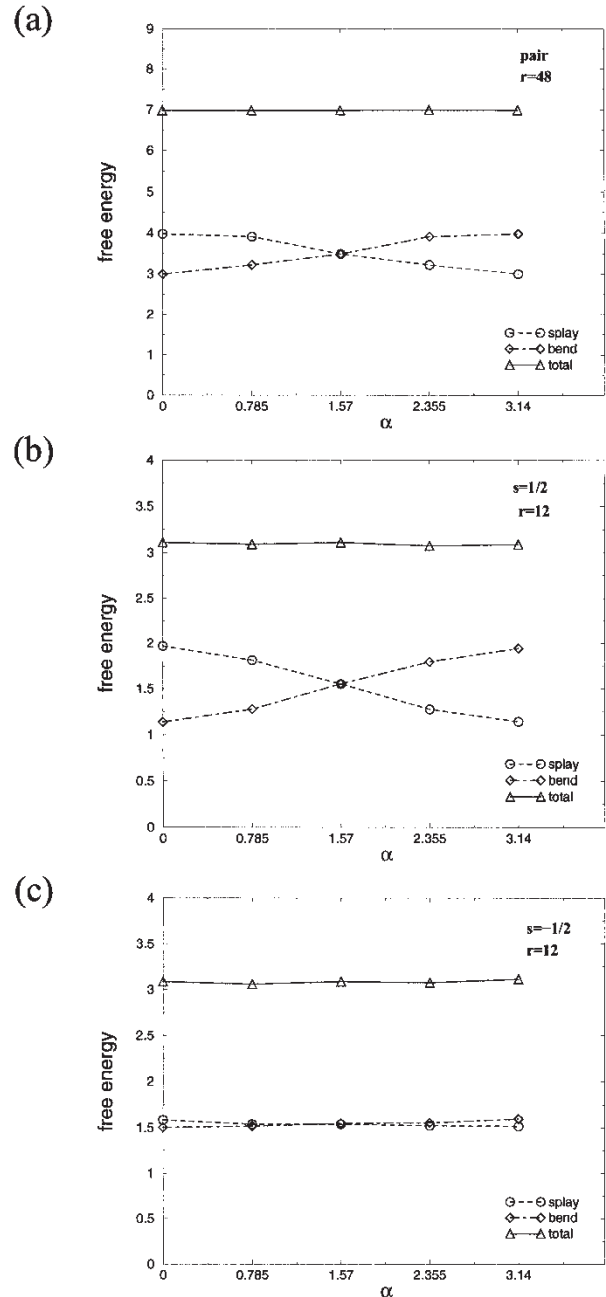 (a)
9
8
7
6
5
4
3
2
1
0
free energy
pair
r=48
splay
bend
total
0 0.785 1.57 2.355 3.14
α
(b)
4
3.5
3
2.5
2
1.5
1
0.5
0
free energy
s=1/2
r=12
splay
bend
total
0 0.785 1.57 2.355 3.14
α
(c)
4
3.5
3
2.5
2
1.5
1
0.5
0
free energy
s=−1/2
r=12
splay
bend
total
0 0.785 1.57 2.355 3.14
α